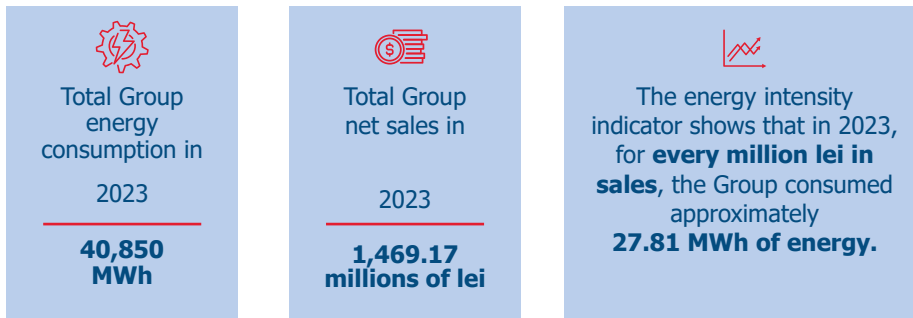 Total Group
energy
consumption in
2023
40,850
MWh
Total Group
net sales in
2023
1,469.17
millions of lei
The energy intensity
indicator shows that in 2023,
for every million lei in
sales, the Group consumed
approximately
27.81 MWh of energy.